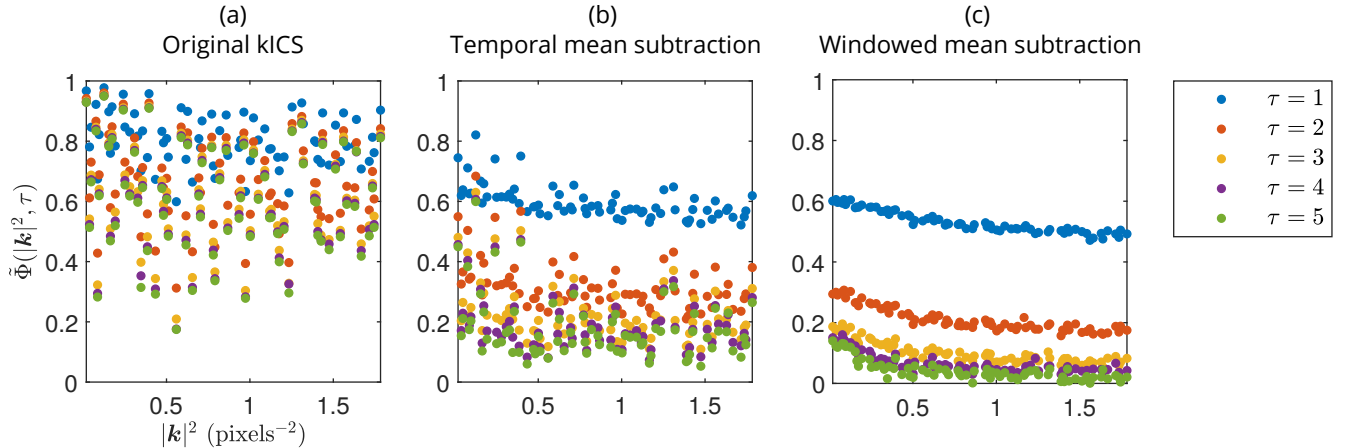 (a)
Original kICS
(b)
Temporal mean subtraction
(c)
Windowed mean subtraction
1
0.8
0.6
0.4
0.2
0
0.5
1
1.5
Φ̃(|k|², τ)
|k|² (pixels⁻²)
1
0.8
0.6
0.4
0.2
0
0.5
1
1.5
1
0.8
0.6
0.4
0.2
0
0.5
1
1.5
τ = 1
τ = 2
τ = 3
τ = 4
τ = 5